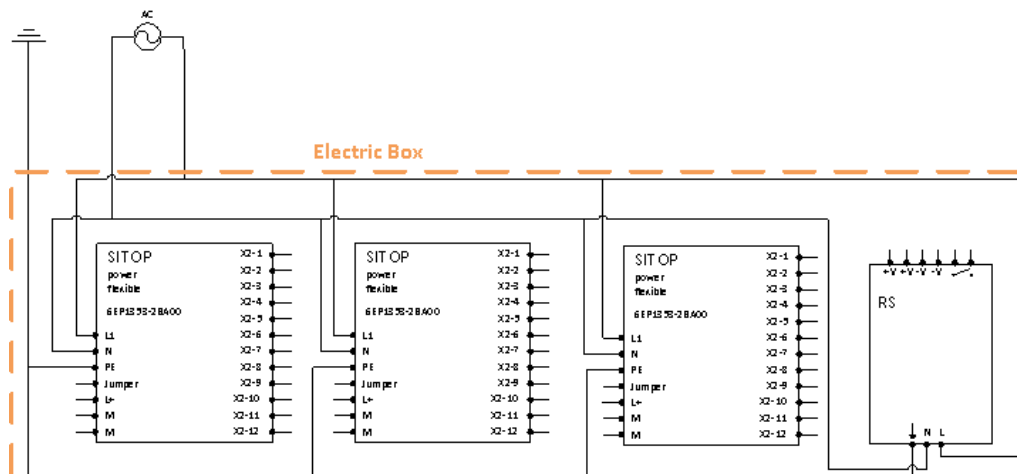 AC
Electric Box
SITOP
power
flexible
6EP1353-2BA00
L1
N
PE
Jumper
L+
M
M
X2-1
X2-2
X2-3
X2-4
X2-5
X2-6
X2-7
X2-8
X2-9
X2-10
X2-11
X2-12
SITOP
power
flexible
6EP1353-2BA00
L1
N
PE
Jumper
L+
M
M
X2-1
X2-2
X2-3
X2-4
X2-5
X2-6
X2-7
X2-8
X2-9
X2-10
X2-11
X2-12
SITOP
power
flexible
6EP1353-2BA00
L1
N
PE
Jumper
L+
M
M
X2-1
X2-2
X2-3
X2-4
X2-5
X2-6
X2-7
X2-8
X2-9
X2-10
X2-11
X2-12
+V +V -V -V
RS
N L